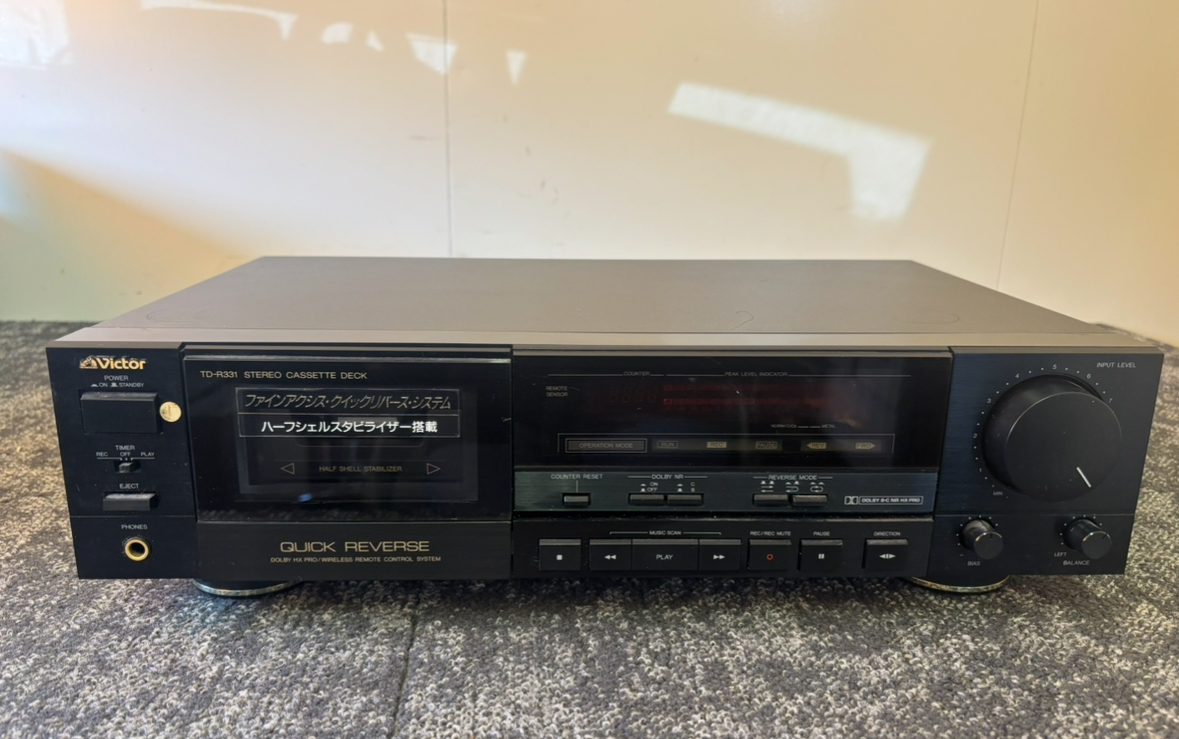 Victor
POWER
ON STANDBY
TIMER
REC OFF PLAY
EJECT
PHONES
TD-R331 STEREO CASSETTE DECK
ファインアクシス・クイックリバース・システム
ハーフシェルスタビライザー搭載
HALF SHELL STABILIZER
QUICK REVERSE
DOLBY HX PRO/WIRELESS REMOTE CONTROL SYSTEM
COUNTER
PEAK LEVEL INDICATOR
REMOTE
SENSOR
OPERATION MODE
REC
PAUSE
COUNTER RESET
DOLBY NR
ON
OFF
C
B
REVERSE MODE
DOLBY B-C NR HX PRO
MUSIC SCAN
PLAY
REC/REC MUTE
PAUSE
DIRECTION
INPUT LEVEL
4 5 6
MIN
BIAS
LEFT
BALANCE